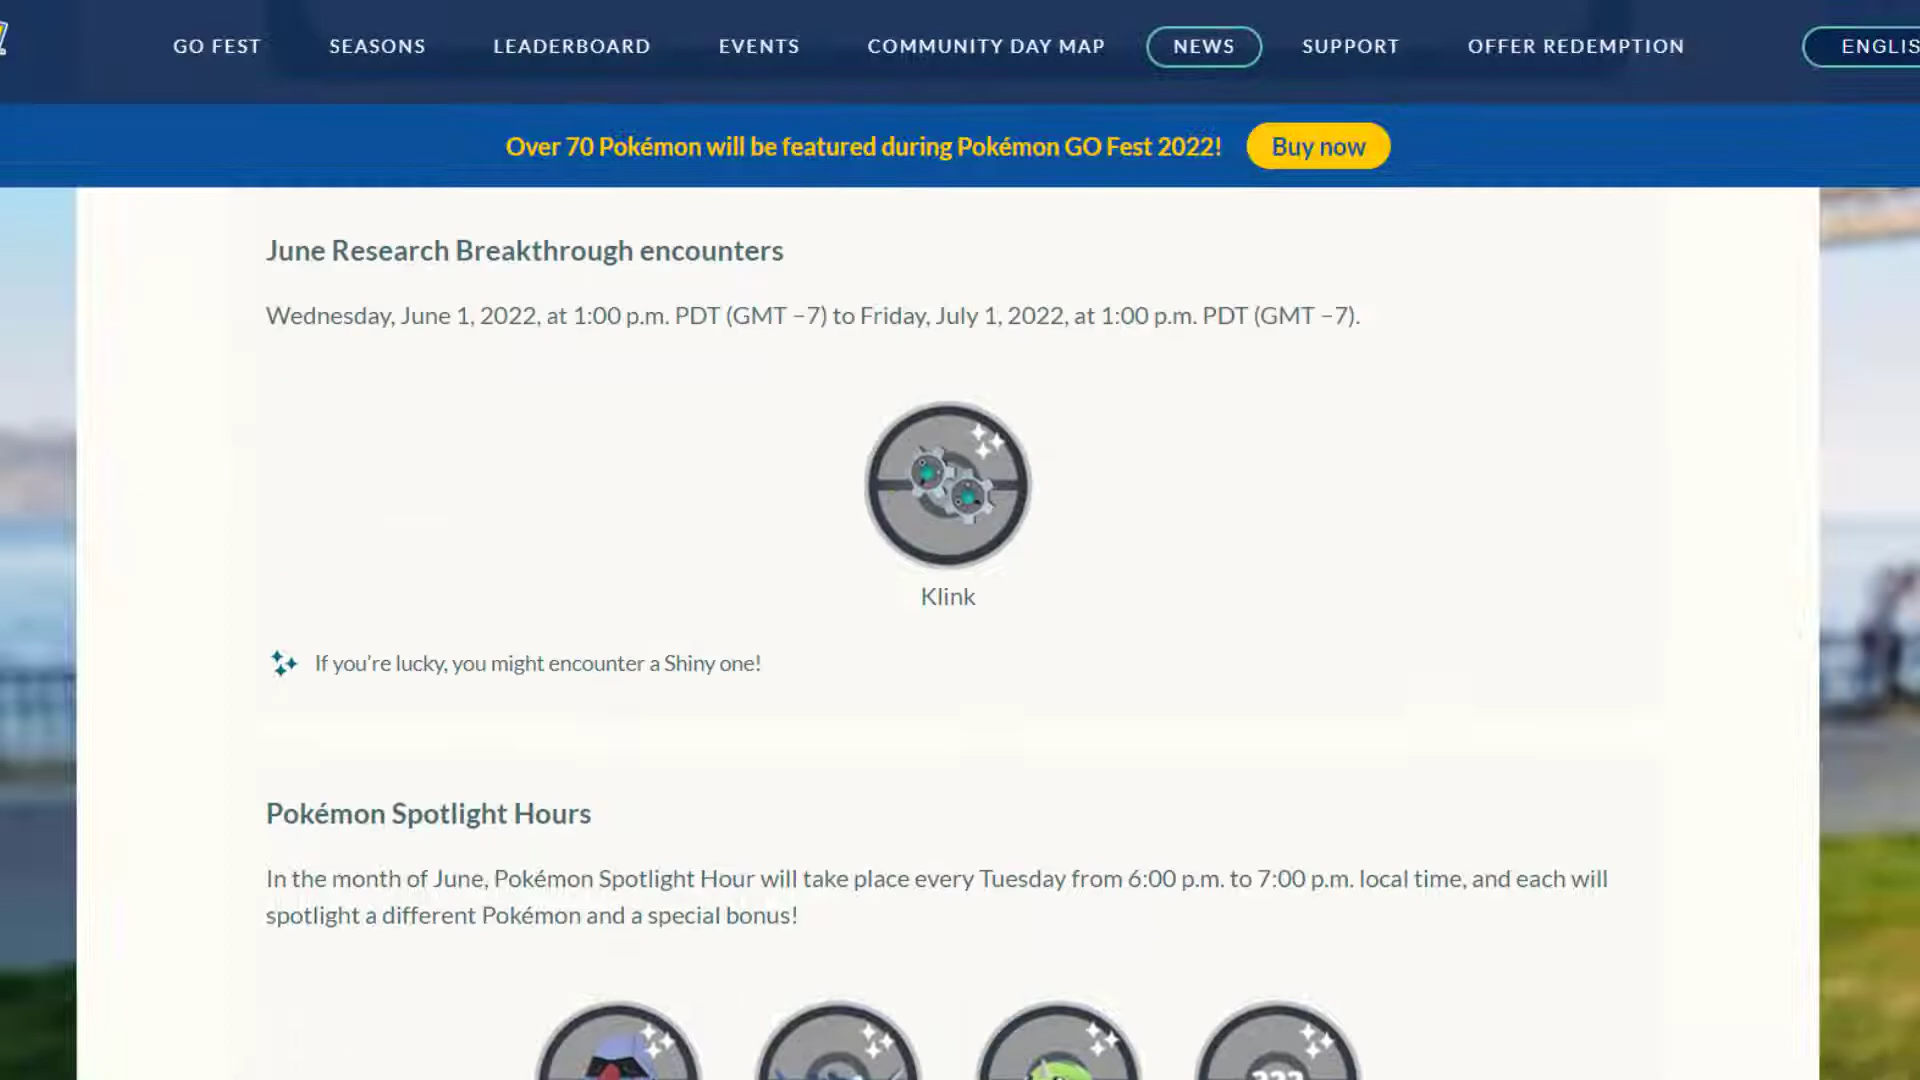 GO FEST SEASONS LEADERBOARD EVENTS COMMUNITY DAY MAP NEWS SUPPORT OFFER REDEMPTION ENGLIS
Over 70 Pokémon will be featured during Pokémon GO Fest 2022! Buy now
June Research Breakthrough encounters
Wednesday, June 1, 2022, at 1:00 p.m. PDT (GMT −7) to Friday, July 1, 2022, at 1:00 p.m. PDT (GMT −7).
Klink
If you’re lucky, you might encounter a Shiny one!
Pokémon Spotlight Hours
In the month of June, Pokémon Spotlight Hour will take place every Tuesday from 6:00 p.m. to 7:00 p.m. local time, and each will
spotlight a different Pokémon and a special bonus!
???